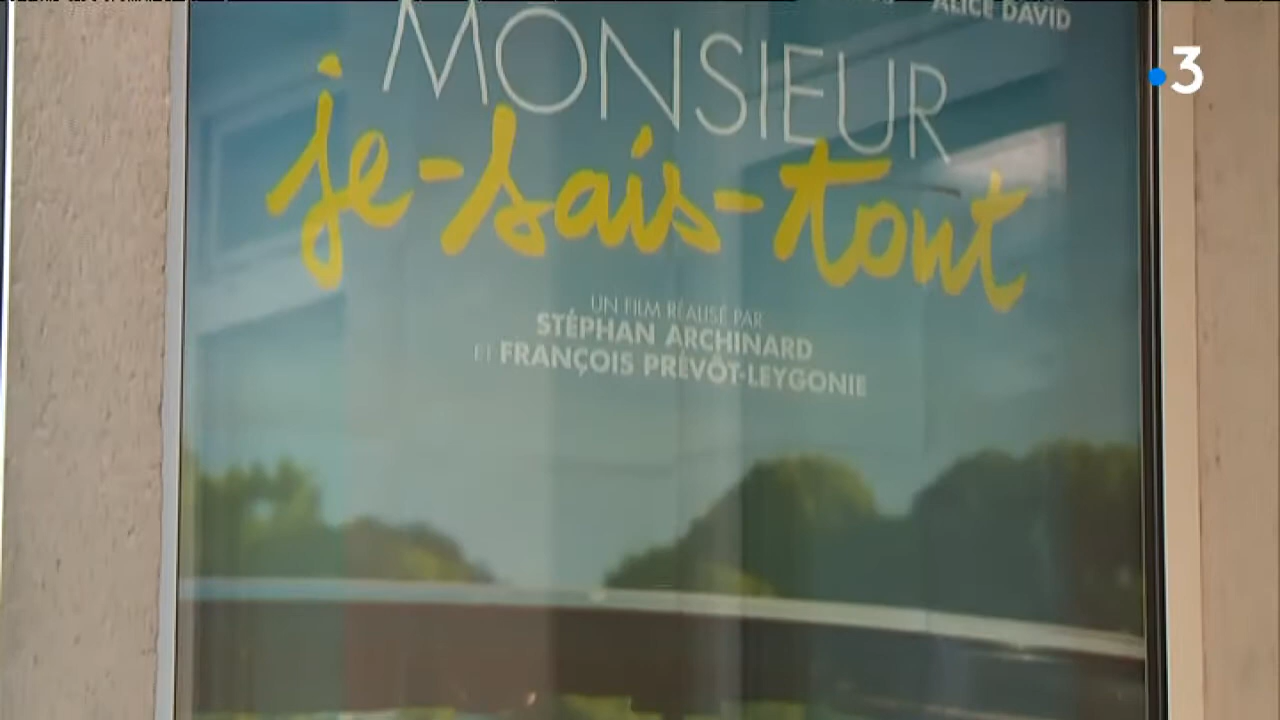 ALICE DAVID
3
MONSIEUR
je-sais-tout
UN FILM RÉALISÉ PAR
STÉPHAN ARCHINARD
ET FRANÇOIS PRÉVÔT-LEYGONIE